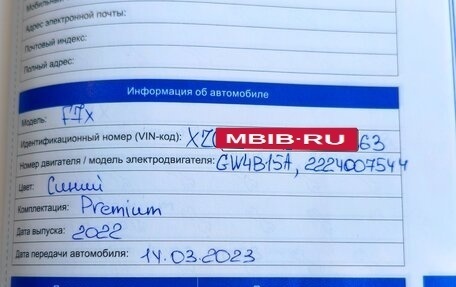 Мобильный
Адрес электронной почты:
Почтовый индекс:
Полный адрес:
Информация об автомобиле
Модель: F7x
Идентификационный номер (VIN-код): XZ MBIB-RU 63
Номер двигателя / модель электродвигателя: GW4B15A, 2224007544
Цвет: Синий
Комплектация: Premium
Дата выпуска: 2022
Дата передачи автомобиля: 14.03.2023